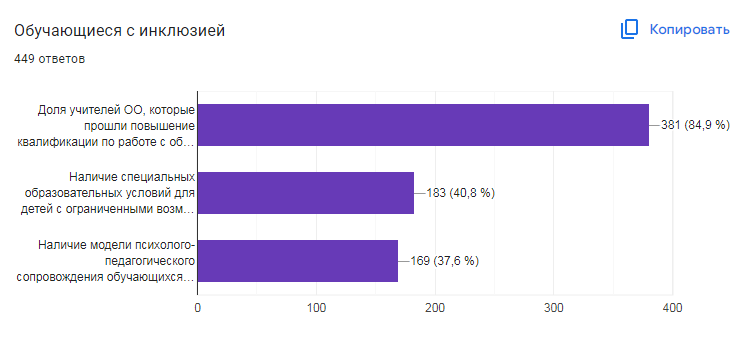 Обучающиеся с инклюзией
Копировать
449 ответов
Доля учителей ОО, которые
прошли повышение
квалификации по работе с об…
381 (84,9 %)
Наличие специальных
образовательных условий для
детей с ограниченными возм…
183 (40,8 %)
Наличие модели психолого-
педагогического
сопровождения обучающихся…
169 (37,6 %)
0 100 200 300 400